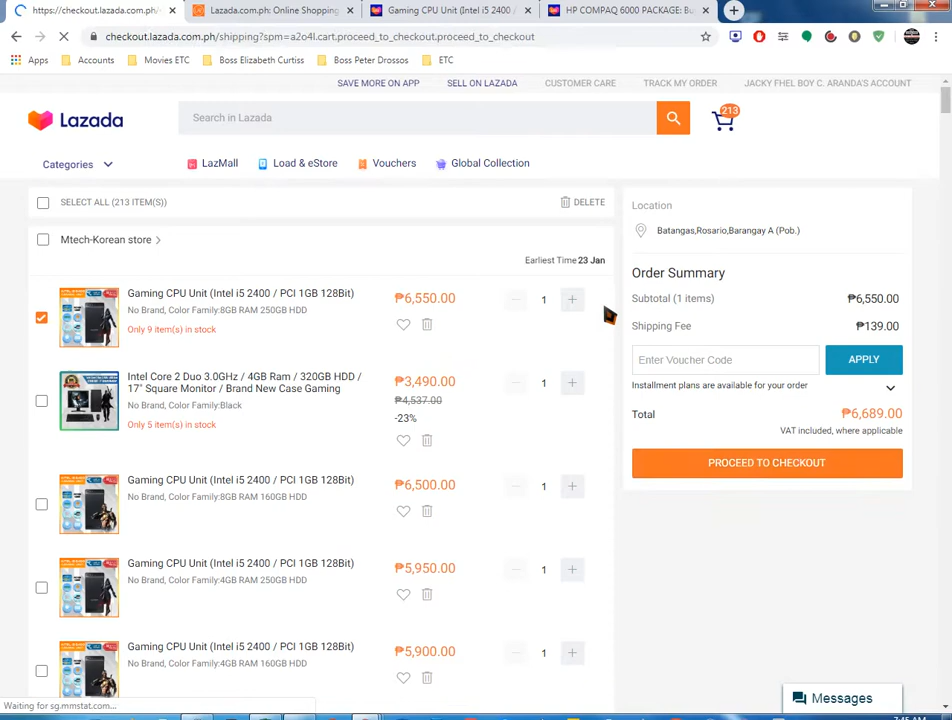 https://checkout.lazada.com.ph/ ×
Lazada.com.ph: Online Shopping ×
Gaming CPU Unit (Intel i5 2400 / ×
HP COMPAQ 6000 PACKAGE: Bu ×
checkout.lazada.com.ph/shipping?spm=a2o4l.cart.proceed_to_checkout.proceed_to_checkout
Apps Accounts Movies ETC Boss Elizabeth Curtiss Boss Peter Drossos ETC
SAVE MORE ON APP SELL ON LAZADA CUSTOMER CARE TRACK MY ORDER JACKY FHEL BOY C. ARANDA'S ACCOUNT
Lazada
Search in Lazada
213
Categories LazMall Load & eStore Vouchers Global Collection
SELECT ALL (213 ITEM(S)) DELETE
Mtech-Korean store
Earliest Time 23 Jan
Gaming CPU Unit (Intel i5 2400 / PCI 1GB 128Bit)
No Brand, Color Family:8GB RAM 250GB HDD
Only 9 item(s) in stock
₱6,550.00
− 1 +
Intel Core 2 Duo 3.0GHz / 4GB Ram / 320GB HDD /
17" Square Monitor / Brand New Case Gaming
No Brand, Color Family:Black
Only 5 item(s) in stock
₱3,490.00
₱4,537.00
-23%
− 1 +
Gaming CPU Unit (Intel i5 2400 / PCI 1GB 128Bit)
No Brand, Color Family:8GB RAM 160GB HDD
₱6,500.00
− 1 +
Gaming CPU Unit (Intel i5 2400 / PCI 1GB 128Bit)
No Brand, Color Family:4GB RAM 250GB HDD
₱5,950.00
− 1 +
Gaming CPU Unit (Intel i5 2400 / PCI 1GB 128Bit)
No Brand, Color Family:4GB RAM 160GB HDD
₱5,900.00
− 1 +
Location
Batangas,Rosario,Barangay A (Pob.)
Order Summary
Subtotal (1 items) ₱6,550.00
Shipping Fee ₱139.00
Enter Voucher Code APPLY
Installment plans are available for your order
Total ₱6,689.00
VAT included, where applicable
PROCEED TO CHECKOUT
Messages
Waiting for sg.mmstat.com...
7:45 AM